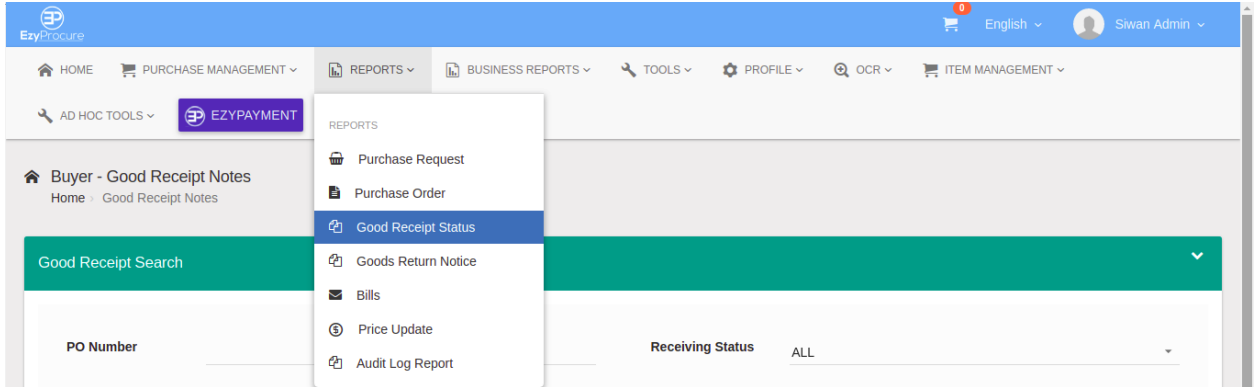 EzyProcure
0
English
Siwan Admin
HOME
PURCHASE MANAGEMENT
REPORTS
BUSINESS REPORTS
TOOLS
PROFILE
OCR
ITEM MANAGEMENT
AD HOC TOOLS
EZYPAYMENT
REPORTS
Purchase Request
Purchase Order
Good Receipt Status
Goods Return Notice
Bills
Price Update
Audit Log Report
Buyer - Good Receipt Notes
Home › Good Receipt Notes
Good Receipt Search
PO Number
Receiving Status
ALL